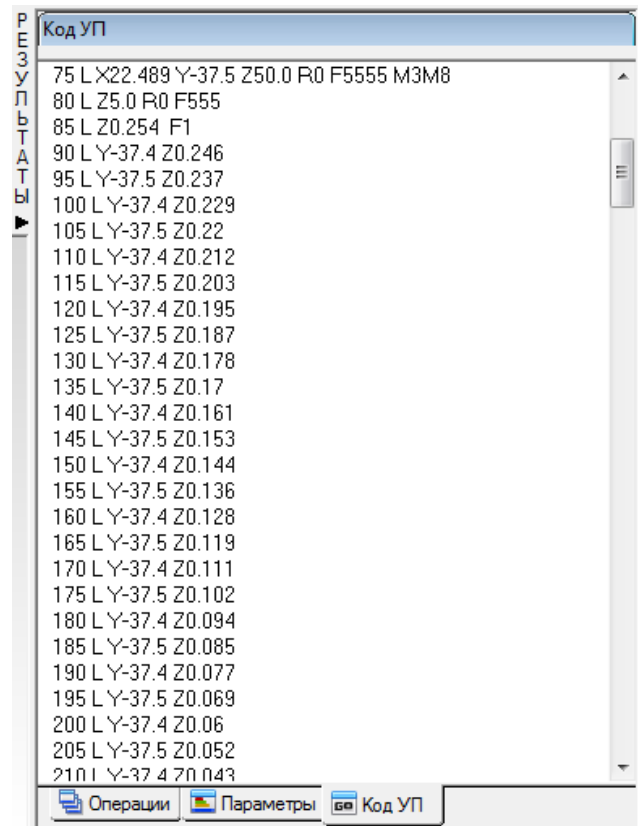 РЕЗУЛЬТАТЫ
Код УП
75 L X22.489 Y-37.5 Z50.0 R0 F5555 M3M8
80 L Z5.0 R0 F555
85 L Z0.254 F1
90 L Y-37.4 Z0.246
95 L Y-37.5 Z0.237
100 L Y-37.4 Z0.229
105 L Y-37.5 Z0.22
110 L Y-37.4 Z0.212
115 L Y-37.5 Z0.203
120 L Y-37.4 Z0.195
125 L Y-37.5 Z0.187
130 L Y-37.4 Z0.178
135 L Y-37.5 Z0.17
140 L Y-37.4 Z0.161
145 L Y-37.5 Z0.153
150 L Y-37.4 Z0.144
155 L Y-37.5 Z0.136
160 L Y-37.4 Z0.128
165 L Y-37.5 Z0.119
170 L Y-37.4 Z0.111
175 L Y-37.5 Z0.102
180 L Y-37.4 Z0.094
185 L Y-37.5 Z0.085
190 L Y-37.4 Z0.077
195 L Y-37.5 Z0.069
200 L Y-37.4 Z0.06
205 L Y-37.5 Z0.052
210 L Y-37.4 Z0.043
Операции Параметры GO Код УП